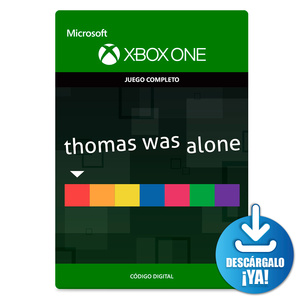 Microsoft
XBOX ONE
JUEGO COMPLETO
thomas was alone
DESCÁRGALO
¡YA!
CÓDIGO DIGITAL